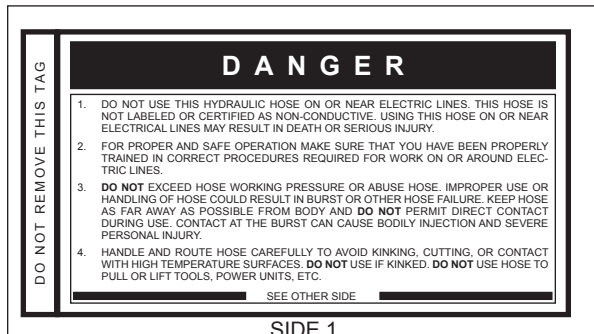 DO NOT REMOVE THIS TAG
DANGER
1. DO NOT USE THIS HYDRAULIC HOSE ON OR NEAR ELECTRIC LINES. THIS HOSE IS
NOT LABELED OR CERTIFIED AS NON-CONDUCTIVE. USING THIS HOSE ON OR NEAR
ELECTRICAL LINES MAY RESULT IN DEATH OR SERIOUS INJURY.
2. FOR PROPER AND SAFE OPERATION MAKE SURE THAT YOU HAVE BEEN PROPERLY
TRAINED IN CORRECT PROCEDURES REQUIRED FOR WORK ON OR AROUND ELEC-
TRIC LINES.
3. DO NOT EXCEED HOSE WORKING PRESSURE OR ABUSE HOSE. IMPROPER USE OR
HANDLING OF HOSE COULD RESULT IN BURST OR OTHER HOSE FAILURE. KEEP HOSE
AS FAR AWAY AS POSSIBLE FROM BODY AND DO NOT PERMIT DIRECT CONTACT
DURING USE. CONTACT AT THE BURST CAN CAUSE BODILY INJECTION AND SEVERE
PERSONAL INJURY.
4. HANDLE AND ROUTE HOSE CAREFULLY TO AVOID KINKING, CUTTING, OR CONTACT
WITH HIGH TEMPERATURE SURFACES. DO NOT USE IF KINKED. DO NOT USE HOSE TO
PULL OR LIFT TOOLS, POWER UNITS, ETC.
SEE OTHER SIDE
SIDE 1